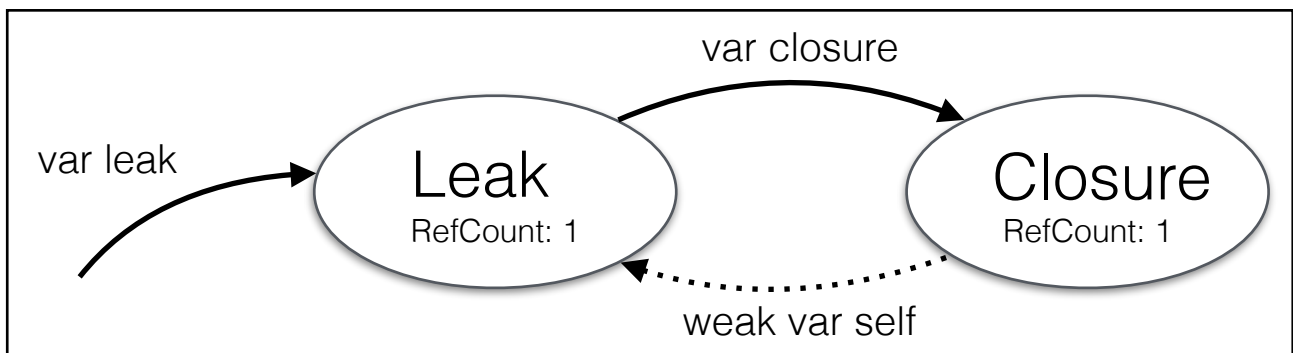 var closure
var leak
Leak
RefCount: 1
Closure
RefCount: 1
weak var self